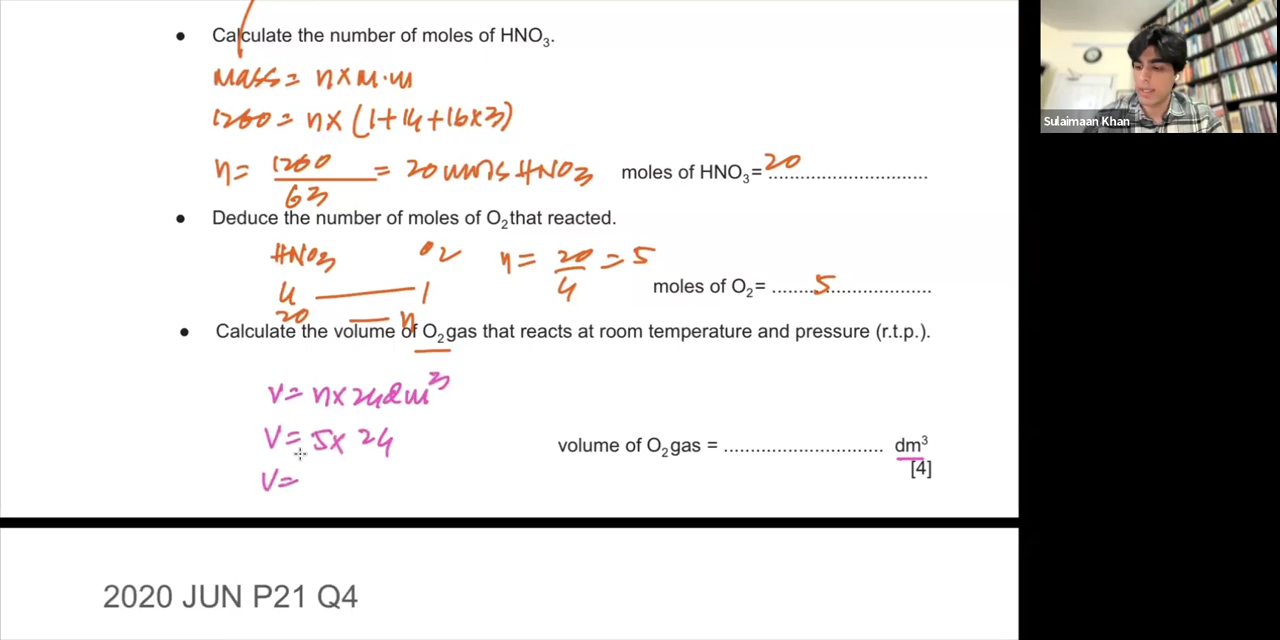 Calculate the number of moles of HNO3.
Mass = n x M.m
1260 = n x (1+14+16x3)
n = 1260/63 = 20 moles HNO3 moles of HNO3= 20
Deduce the number of moles of O2 that reacted.
HNO3 O2 n = 20/4 = 5
4 — 1 moles of O2= ........5..................
20 — n
Calculate the volume of O2 gas that reacts at room temperature and pressure (r.t.p.).
V = n x 24dm3
V = 5 x 24 volume of O2 gas = .............................. dm3
V = [4]
2020 JUN P21 Q4
Sulaimaan Khan